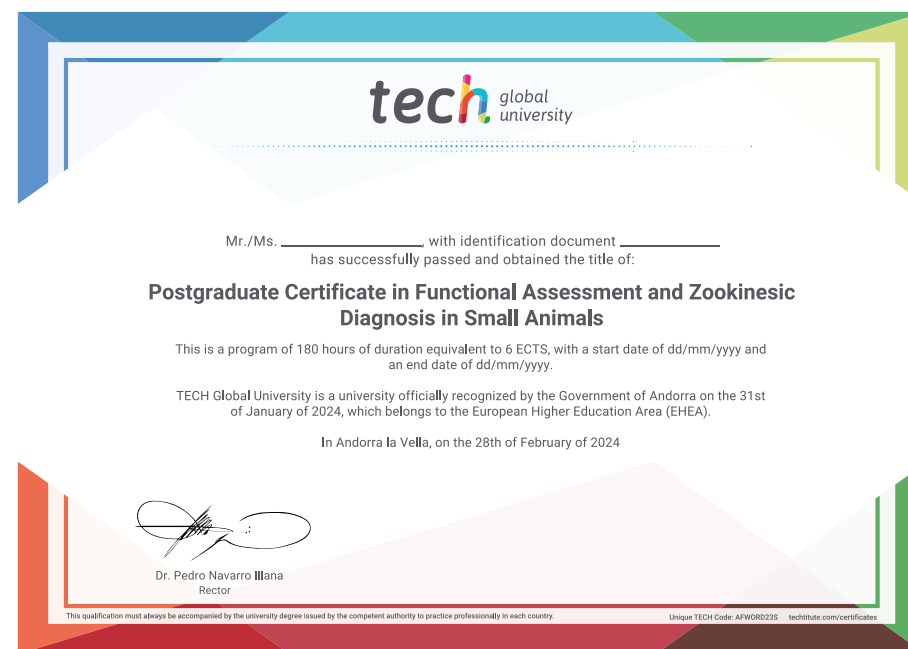 tech global
university
Mr./Ms. ____________________, with identification document ______________
has successfully passed and obtained the title of:
Postgraduate Certificate in Functional Assessment and Zookinesic
Diagnosis in Small Animals
This is a program of 180 hours of duration equivalent to 6 ECTS, with a start date of dd/mm/yyyy and
an end date of dd/mm/yyyy.
TECH Global University is a university officially recognized by the Government of Andorra on the 31st
of January of 2024, which belongs to the European Higher Education Area (EHEA).
In Andorra la Vella, on the 28th of February of 2024
Dr. Pedro Navarro Illana
Rector
This qualification must always be accompanied by the university degree issued by the competent authority to practice professionally in each country.
Unique TECH Code: AFWORD23S techtitute.com/certificates